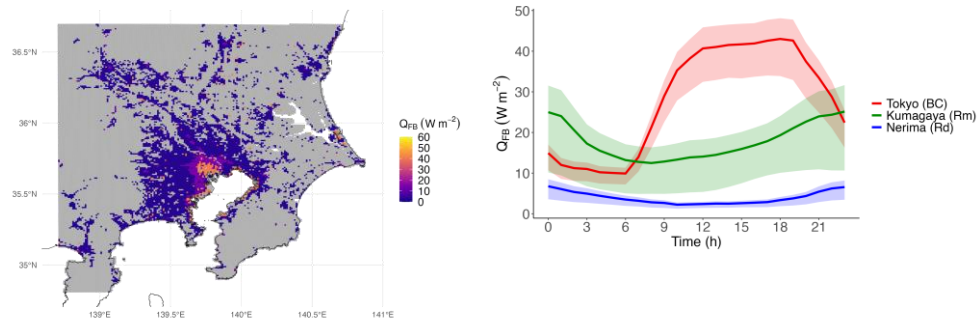 36.5°N
36°N
35.5°N
35°N
139°E 139.5°E 140°E 140.5°E 141°E
Q_FB (W m⁻²)
60
50
40
30
20
10
0
Q_FB (W m⁻²)
50
40
30
20
10
0
0 3 6 9 12 15 18 21
Time (h)
Tokyo (BC)
Kumagaya (Rm)
Nerima (Rd)